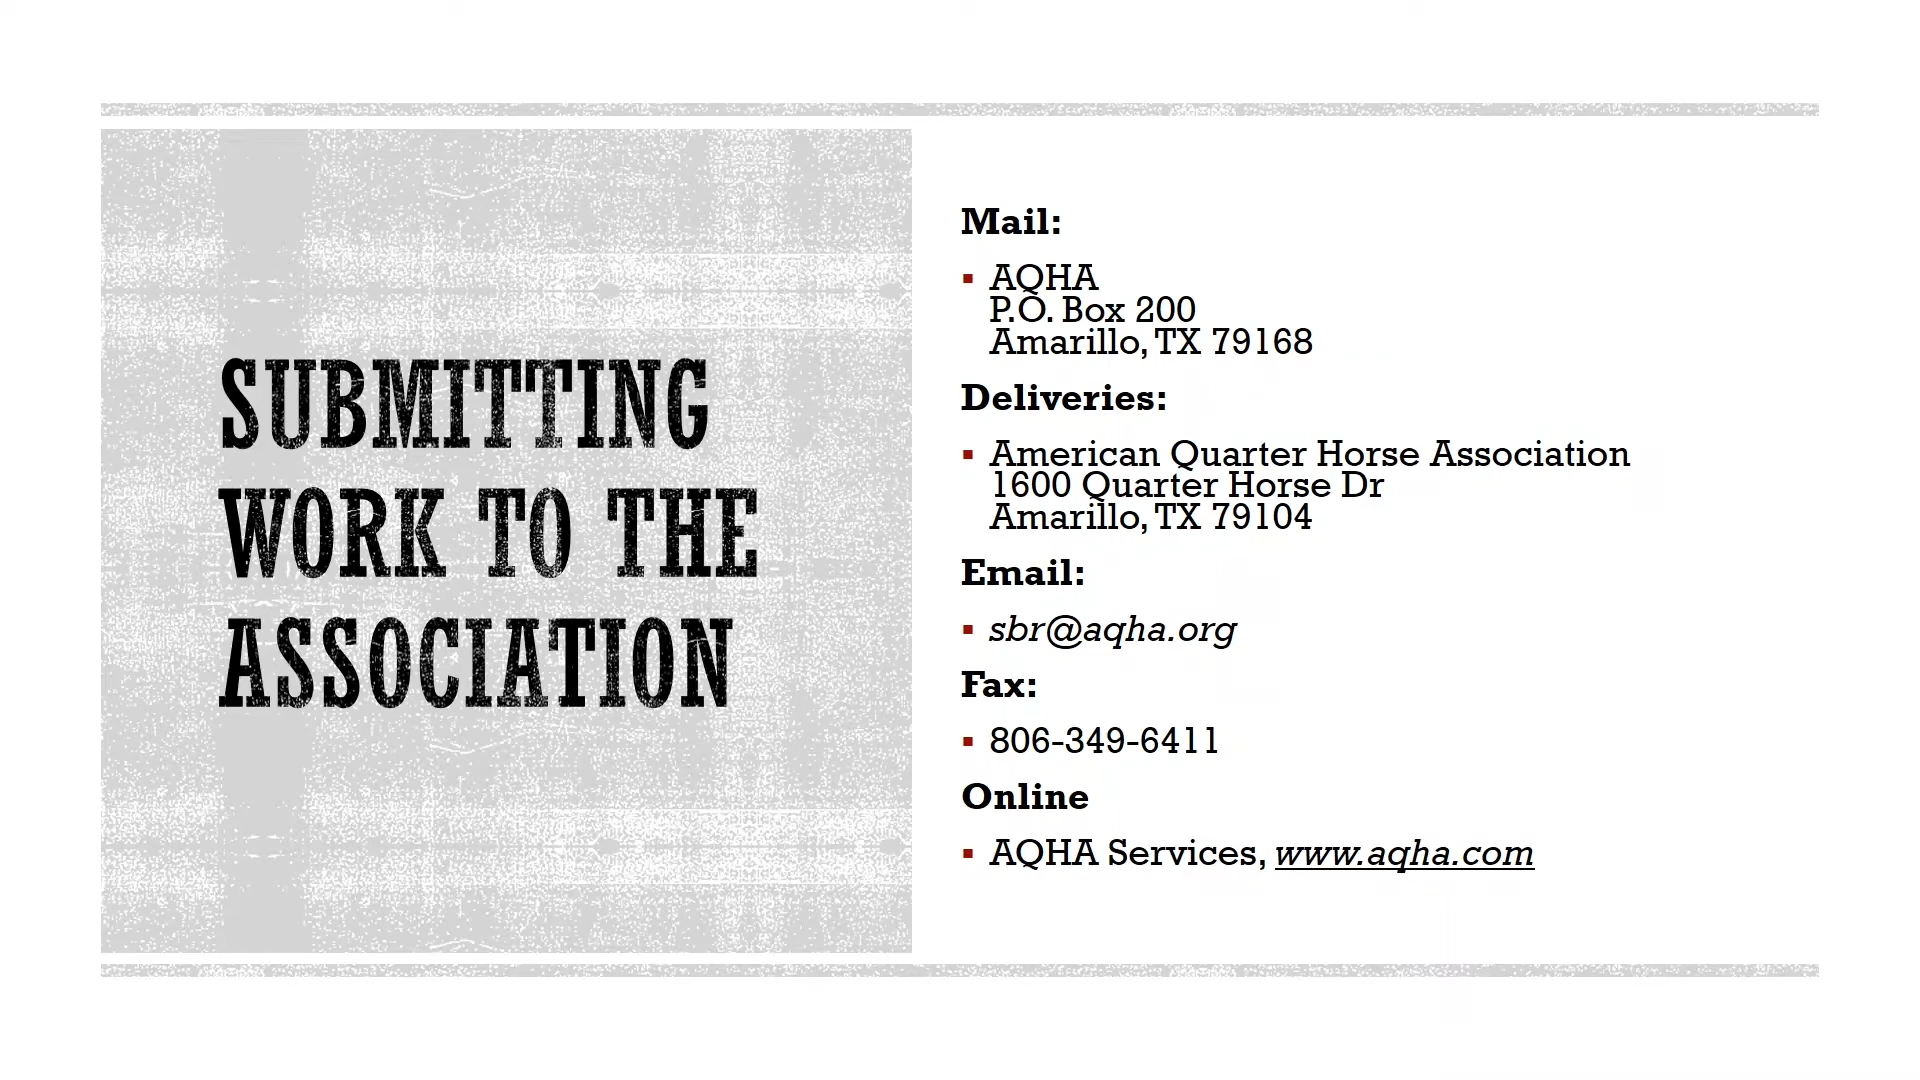 SUBMITTING
WORK TO THE
ASSOCIATION
Mail:
▪ AQHA
P.O. Box 200
Amarillo, TX 79168
Deliveries:
▪ American Quarter Horse Association
1600 Quarter Horse Dr
Amarillo, TX 79104
Email:
▪ sbr@aqha.org
Fax:
▪ 806-349-6411
Online
▪ AQHA Services, www.aqha.com